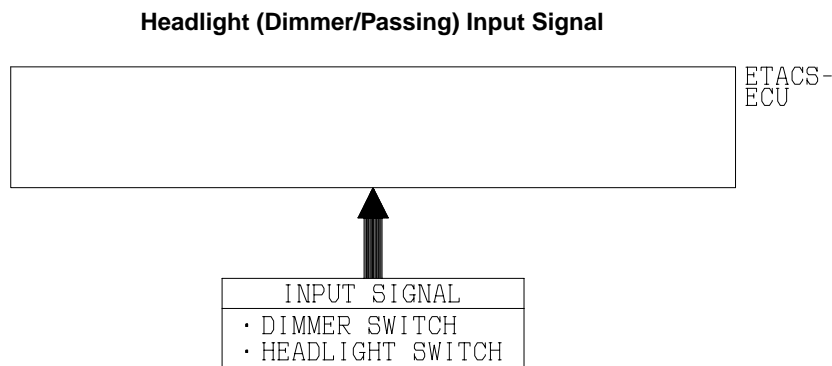 Headlight (Dimmer/Passing) Input Signal
ETACS-
ECU
INPUT SIGNAL
· DIMMER SWITCH
· HEADLIGHT SWITCH